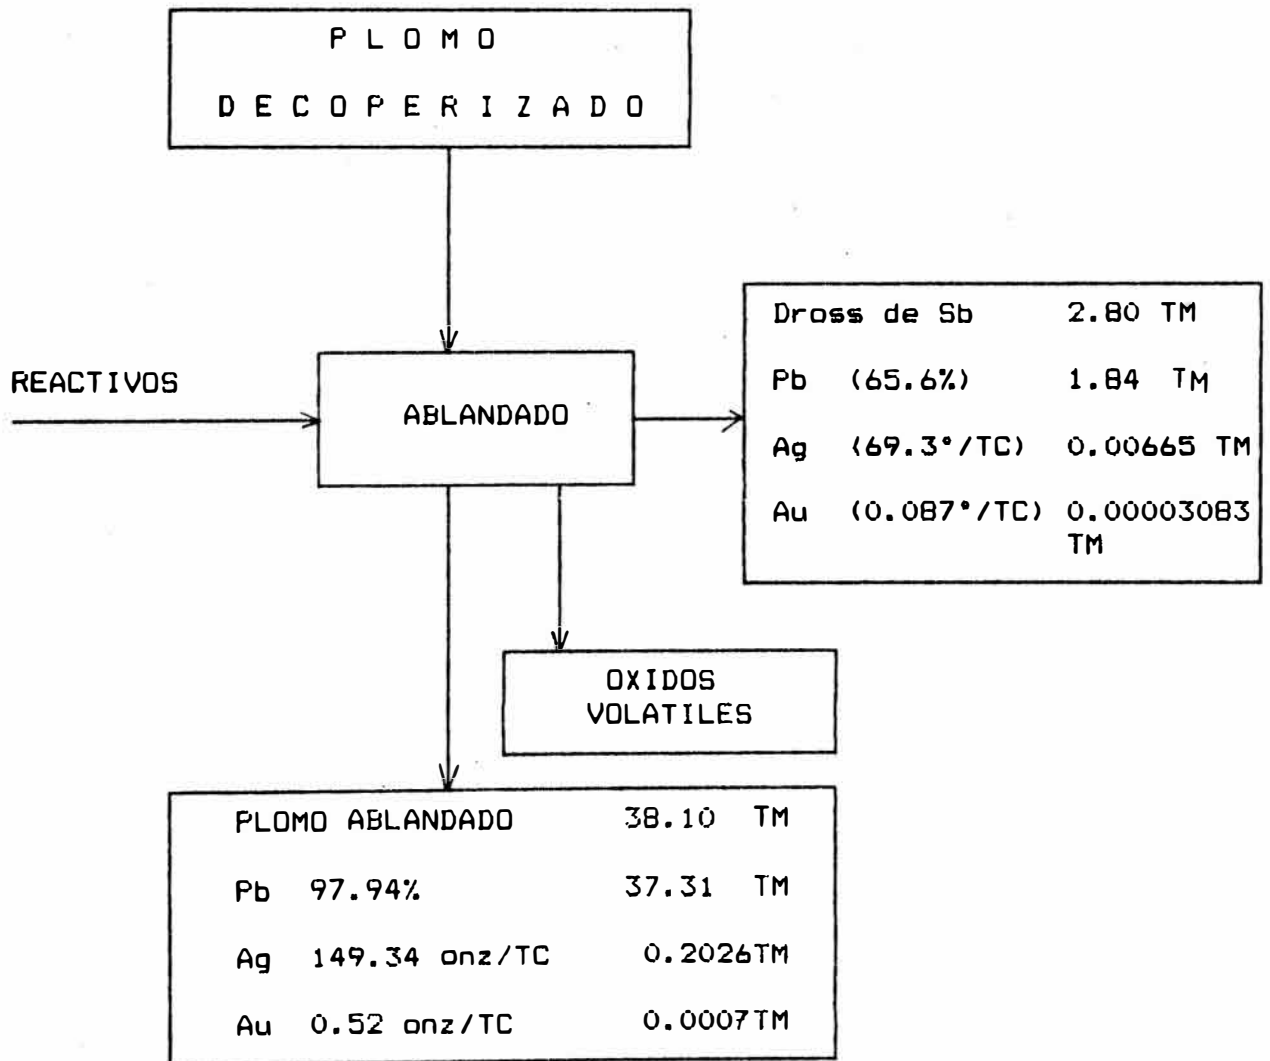 P L O M O
D E C O P E R I Z A D O
REACTIVOS
ABLANDADO
Dross de Sb 2.80 TM
Pb (65.6%) 1.84 TM
Ag (69.3°/TC) 0.00665 TM
Au (0.087°/TC) 0.00003083
TM
OXIDOS
VOLATILES
PLOMO ABLANDADO 38.10 TM
Pb 97.94% 37.31 TM
Ag 149.34 onz/TC 0.2026TM
Au 0.52 onz/TC 0.0007TM